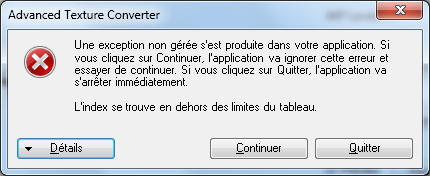 Advanced Texture Converter
Une exception non gérée s'est produite dans votre application. Si
vous cliquez sur Continuer, l'application va ignorer cette erreur et
essayer de continuer. Si vous cliquez sur Quitter, l'application va
s'arrêter immédiatement.
L'index se trouve en dehors des limites du tableau.
Détails
Continuer
Quitter